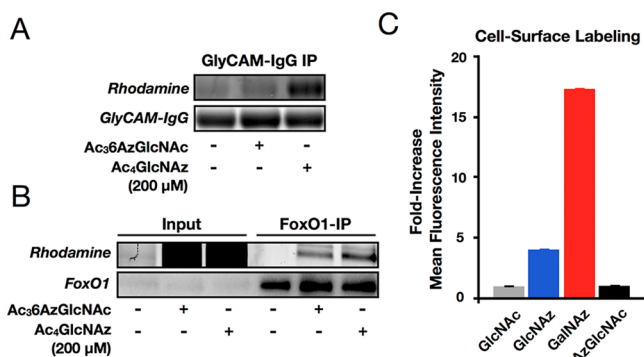 A
GlyCAM-IgG IP
Rhodamine
GlyCAM-IgG
Ac₃6AzGlcNAc - + -
Ac₄GlcNAz - - +
(200 µM)
B
Input FoxO1-IP
Rhodamine
FoxO1
Ac₃6AzGlcNAc - + - - + -
Ac₄GlcNAz - - + - - +
(200 µM)
C
Cell-Surface Labeling
Fold-Increase
Mean Fluorescence Intensity
20
15
10
5
0
GlcNAc
GlcNAz
GalNAz
AzGlcNAc